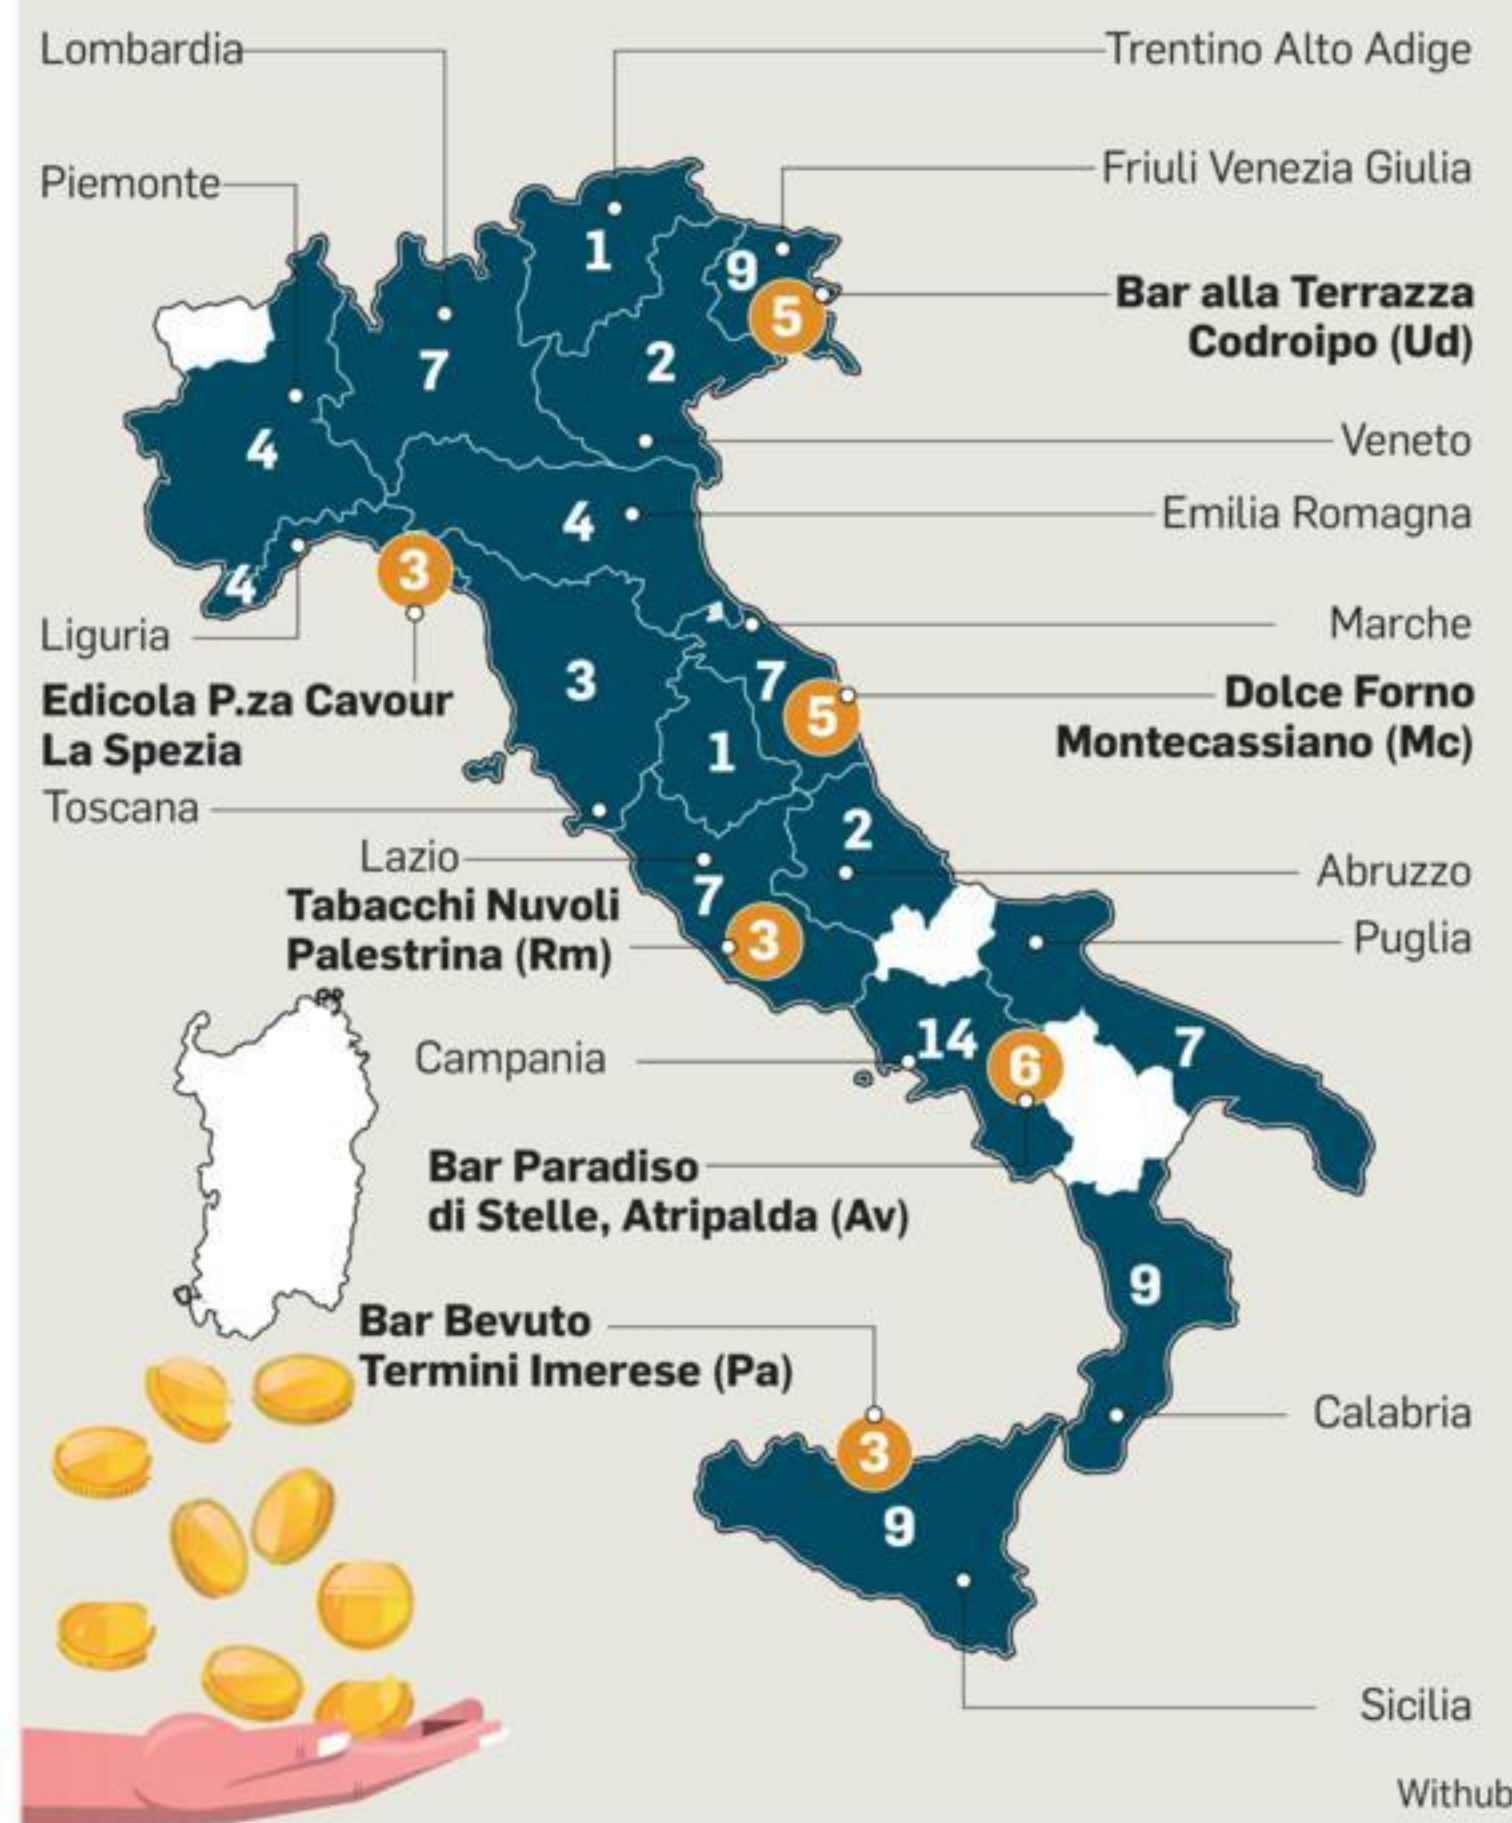 Lombardia
Trentino Alto Adige
Piemonte
Friuli Venezia Giulia
1
9
Bar alla Terrazza
5
Codroipo (Ud)
7
2
Veneto
4
4
Emilia Romagna
3
4
Liguria
Marche
Edicola P.za Cavour
La Spezia
3
7
5
Dolce Forno
Montecassiano (Mc)
1
Toscana
2
Lazio
Abruzzo
7
Tabacchi Nuvoli
Palestrina (Rm)
3
Puglia
Campania
14
6
7
Bar Paradiso
di Stelle, Atripalda (Av)
9
Bar Bevuto
Termini Imerese (Pa)
Calabria
3
9
Sicilia
Withub